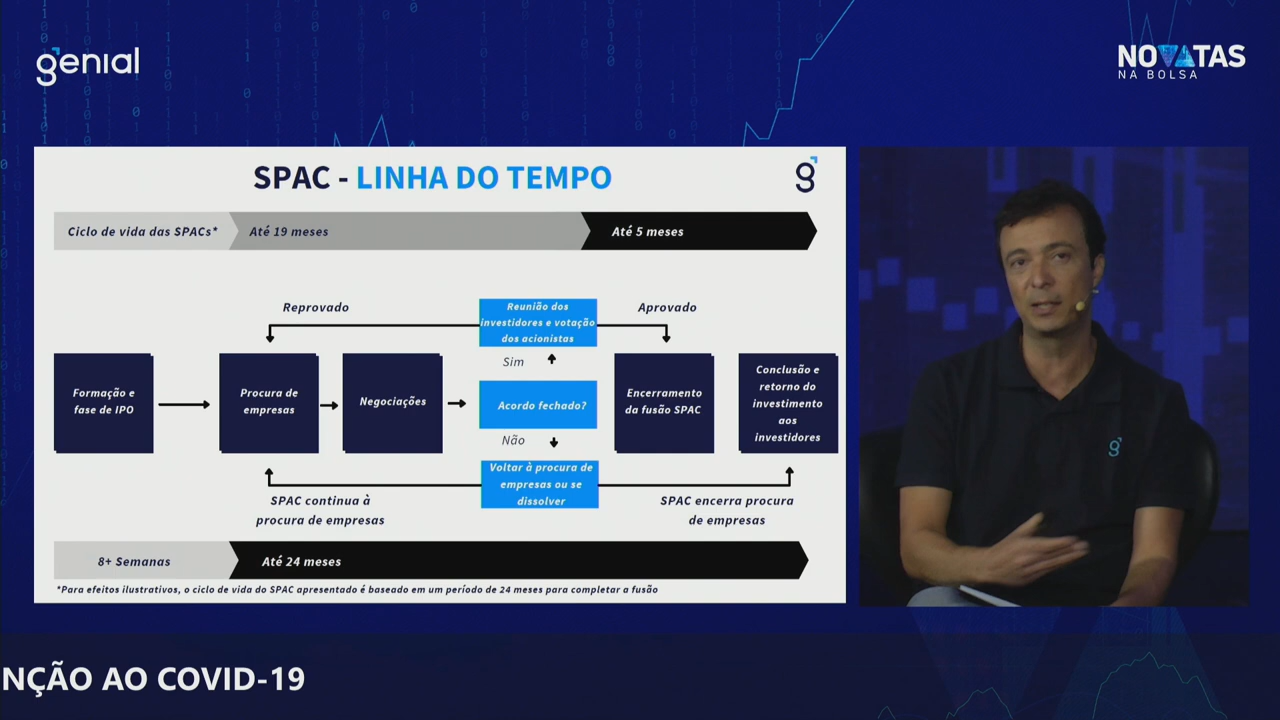 genial
NOVATAS
NA BOLSA
SPAC - LINHA DO TEMPO
Ciclo de vida das SPACs*
Até 19 meses
Até 5 meses
Reprovado
Reunião dos
investidores e votação
dos acionistas
Aprovado
Sim
Formação e
fase de IPO
Procura de
empresas
Negociações
Acordo fechado?
Encerramento
da fusão SPAC
Conclusão e
retorno do
investimento
aos
investidores
Não
Voltar à procura de
empresas ou se
dissolver
SPAC continua à
procura de empresas
SPAC encerra procura
de empresas
8+ Semanas
Até 24 meses
*Para efeitos ilustrativos, o ciclo de vida do SPAC apresentado é baseado em um período de 24 meses para completar a fusão
NÇÃO AO COVID-19